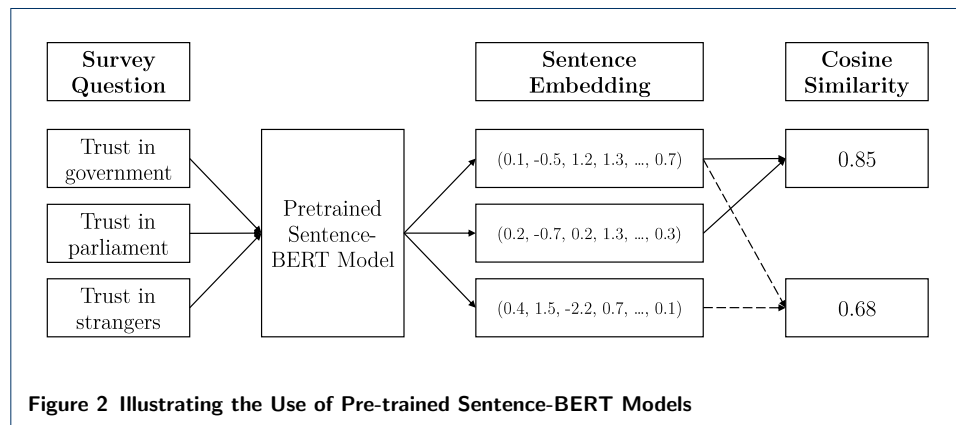 Survey
Question
Sentence
Embedding
Cosine
Similarity
Trust in
government
Trust in
parliament
Trust in
strangers
Pretrained
Sentence-
BERT Model
(0.1, -0.5, 1.2, 1.3, ..., 0.7)
(0.2, -0.7, 0.2, 1.3, ..., 0.3)
(0.4, 1.5, -2.2, 0.7, ..., 0.1)
0.85
0.68
Figure 2 Illustrating the Use of Pre-trained Sentence-BERT Models